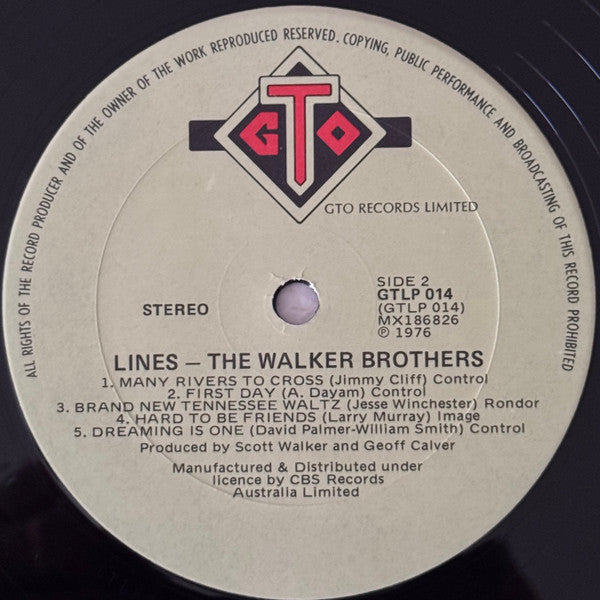 ALL RIGHTS OF THE RECORD PRODUCER AND OF THE OWNER OF THE WORK REPRODUCED RESERVED. COPYING, PUBLIC PERFORMANCE AND BROADCASTING OF THIS RECORD PROHIBITED
GTO
GTO RECORDS LIMITED
SIDE 2
STEREO
GTLP 014
(GTLP 014)
MX186826
℗ 1976
LINES – THE WALKER BROTHERS
1. MANY RIVERS TO CROSS (Jimmy Cliff) Control
2. FIRST DAY (A. Dayam) Control
3. BRAND NEW TENNESSEE WALTZ (Jesse Winchester) Rondor
4. HARD TO BE FRIENDS (Larry Murray) Image
5. DREAMING IS ONE (David Palmer-William Smith) Control
Produced by Scott Walker and Geoff Calver
Manufactured & Distributed under
licence by CBS Records
Australia Limited